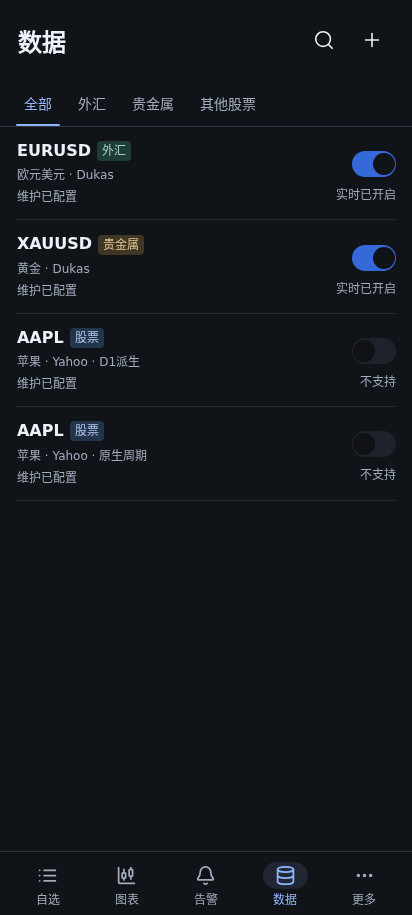 数据
全部 外汇 贵金属 其他股票
EURUSD 外汇
欧元美元 · Dukas
维护已配置
实时已开启
XAUUSD 贵金属
黄金 · Dukas
维护已配置
实时已开启
AAPL 股票
苹果 · Yahoo · D1派生
维护已配置
不支持
AAPL 股票
苹果 · Yahoo · 原生周期
维护已配置
不支持
自选 图表 告警 数据 更多